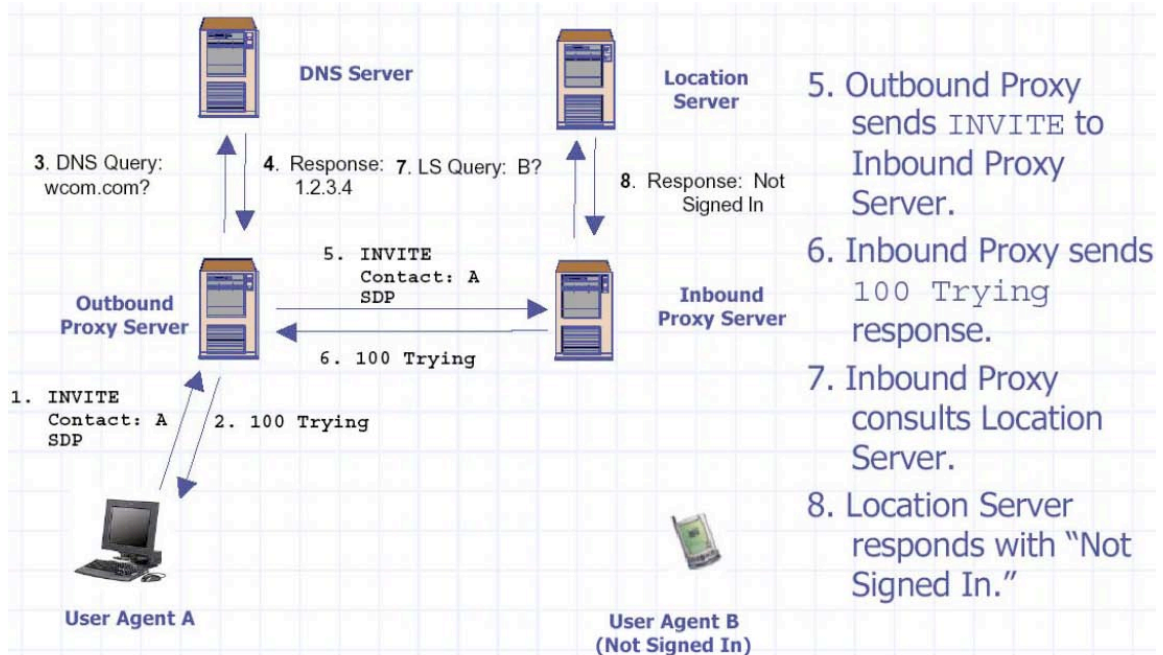 DNS Server
Location
Server
3. DNS Query:
wcom.com?
4. Response:
1.2.3.4
7. LS Query: B?
8. Response: Not
Signed In
5. INVITE
Contact: A
SDP
Outbound
Proxy Server
Inbound
Proxy Server
6. 100 Trying
1. INVITE
Contact: A
SDP
2. 100 Trying
User Agent A
User Agent B
(Not Signed In)
5. Outbound Proxy
sends INVITE to
Inbound Proxy
Server.
6. Inbound Proxy sends
100 Trying
response.
7. Inbound Proxy
consults Location
Server.
8. Location Server
responds with “Not
Signed In.”